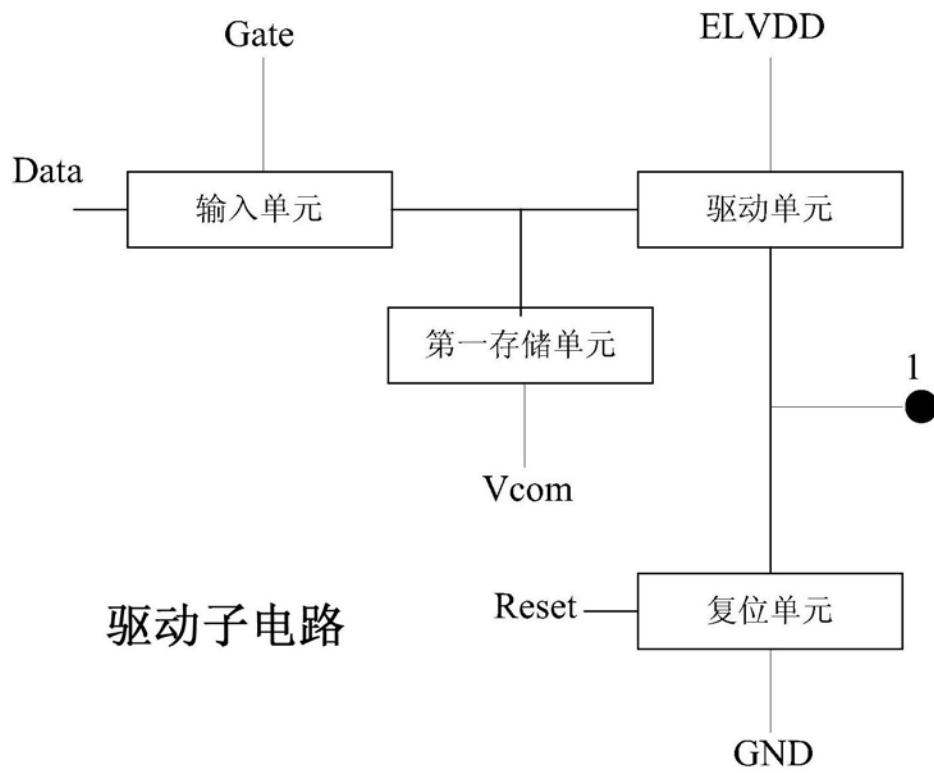 Gate
ELVDD
Data
输入单元
驱动单元
第一存储单元
1
Vcom
驱动子电路
Reset
复位单元
GND